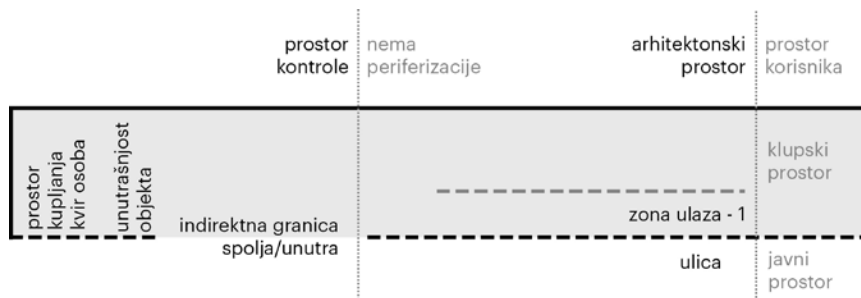 prostor
kontrole
nema
periferizacije
arhitektonski
prostor
prostor
korisnika
prostor
kupljanja
kvir osoba
unutrašnjost
objekta
indirektna granica
spolja/unutra
klupski
prostor
zona ulaza - 1
ulica
javni
prostor